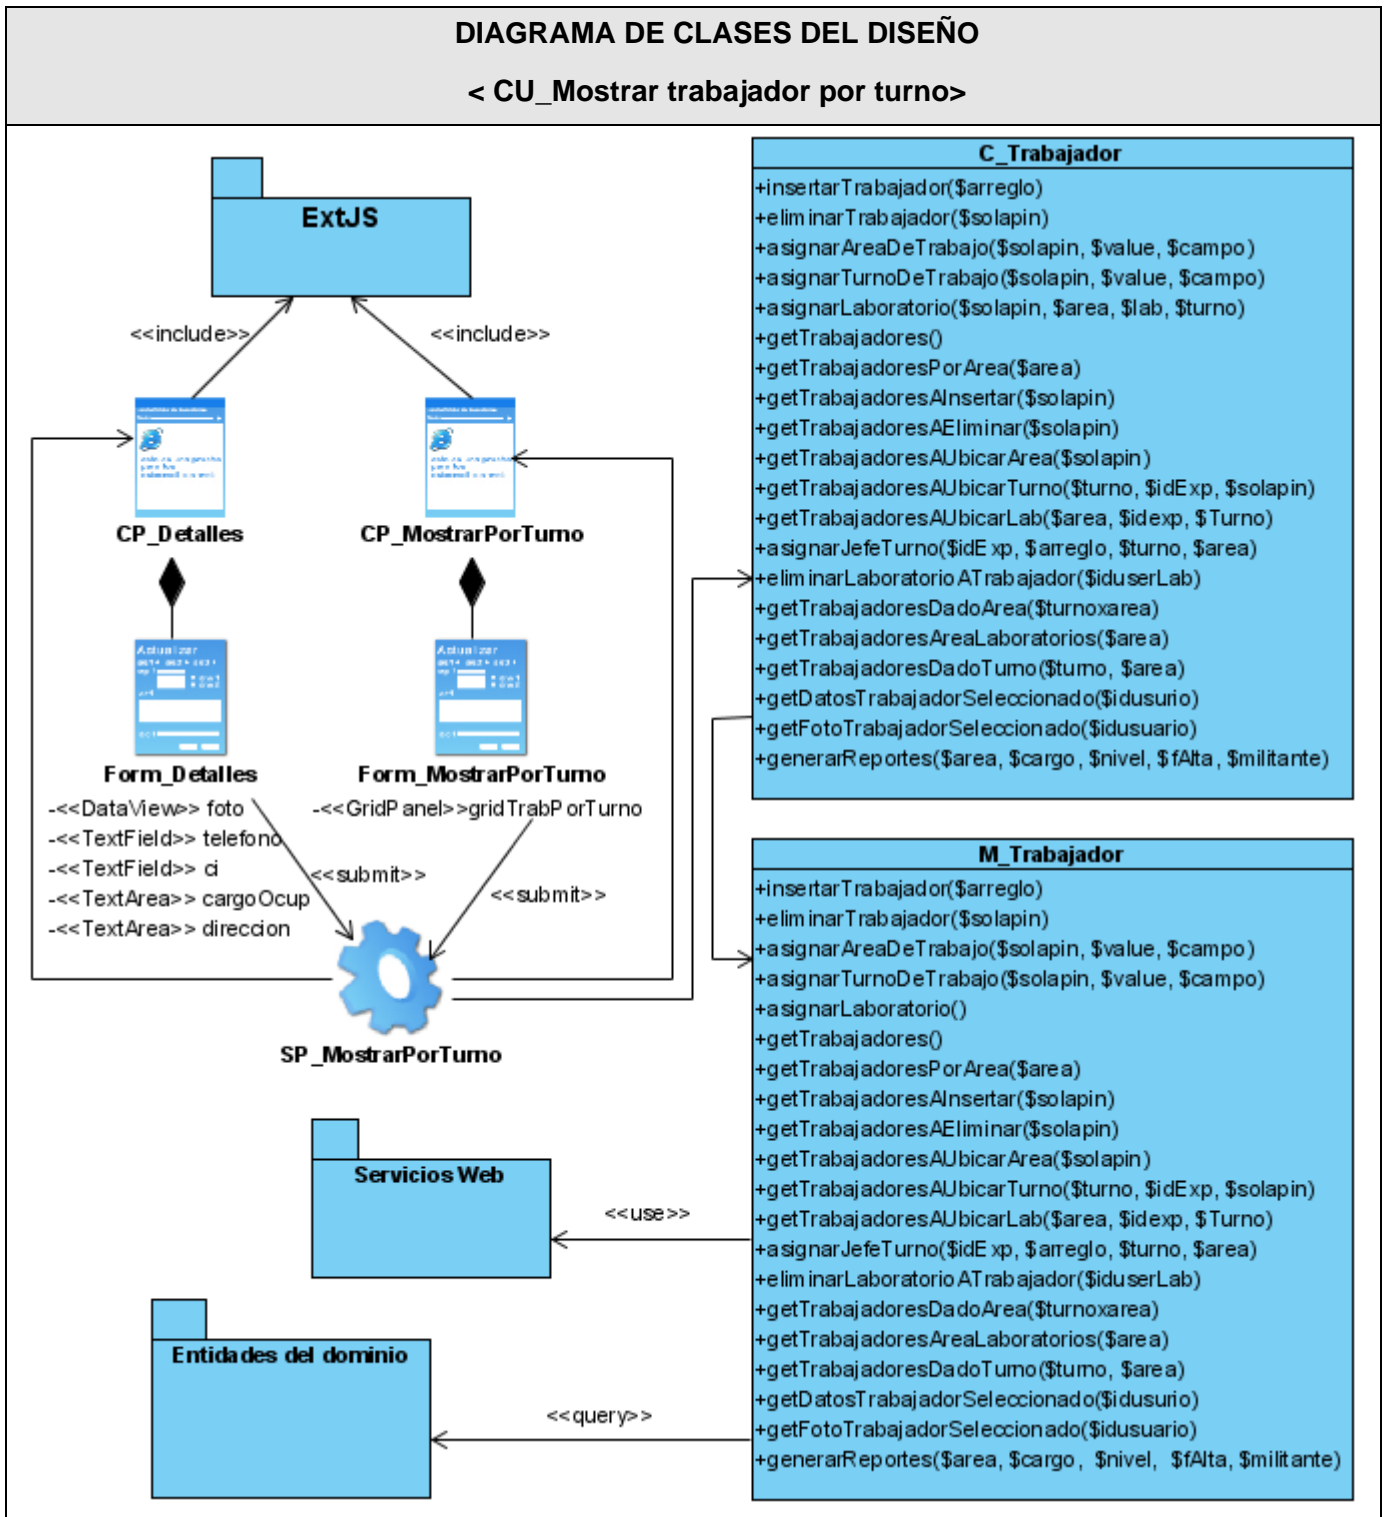 DIAGRAMA DE CLASES DEL DISEÑO
< CU_Mostrar trabajador por turno>
ExtJS
<<include>>
<<include>>
CP_Detalles
CP_MostrarPorTurno
Actualizar
Actualizar
Form_Detalles
-<<DataView>> foto
-<<TextField>> telefono
-<<TextField>> ci
-<<TextArea>> cargoOcup
-<<TextArea>> direccion
Form_MostrarPorTurno
-<<GridPanel>>gridTrabPorTurno
<<submit>>
<<submit>>
SP_MostrarPorTurno
C_Trabajador
+insertarTrabajador($arreglo)
+eliminarTrabajador($solapin)
+asignarAreaDeTrabajo($solapin, $value, $campo)
+asignarTurnoDeTrabajo($solapin, $value, $campo)
+asignarLaboratorio($solapin, $area, $lab, $turno)
+getTrabajadores()
+getTrabajadoresPorArea($area)
+getTrabajadoresAInsertar($solapin)
+getTrabajadoresAEliminar($solapin)
+getTrabajadoresAUbicarArea($solapin)
+getTrabajadoresAUbicarTurno($turno, $idExp, $solapin)
+getTrabajadoresAUbicarLab($area, $idexp, $Turno)
+asignarJefeTurno($idExp, $arreglo, $turno, $area)
+eliminarLaboratorioATrabajador($iduserLab)
+getTrabajadoresDadoArea($turnoxarea)
+getTrabajadoresAreaLaboratorios($area)
+getTrabajadoresDadoTurno($turno, $area)
+getDatosTrabajadorSeleccionado($idusurio)
+getFotoTrabajadorSeleccionado($idusuario)
+generarReportes($area, $cargo, $nivel, $fAlta, $militante)
M_Trabajador
+insertarTrabajador($arreglo)
+eliminarTrabajador($solapin)
+asignarAreaDeTrabajo($solapin, $value, $campo)
+asignarTurnoDeTrabajo($solapin, $value, $campo)
+asignarLaboratorio()
+getTrabajadores()
+getTrabajadoresPorArea($area)
+getTrabajadoresAInsertar($solapin)
+getTrabajadoresAEliminar($solapin)
+getTrabajadoresAUbicarArea($solapin)
+getTrabajadoresAUbicarTurno($turno, $idExp, $solapin)
+getTrabajadoresAUbicarLab($area, $idexp, $Turno)
+asignarJefeTurno($idExp, $arreglo, $turno, $area)
+eliminarLaboratorioATrabajador($iduserLab)
+getTrabajadoresDadoArea($turnoxarea)
+getTrabajadoresAreaLaboratorios($area)
+getTrabajadoresDadoTurno($turno, $area)
+getDatosTrabajadorSeleccionado($idusurio)
+getFotoTrabajadorSeleccionado($idusuario)
+generarReportes($area, $cargo, $nivel, $fAlta, $militante)
Servicios Web
<<use>>
Entidades del dominio
<<query>>